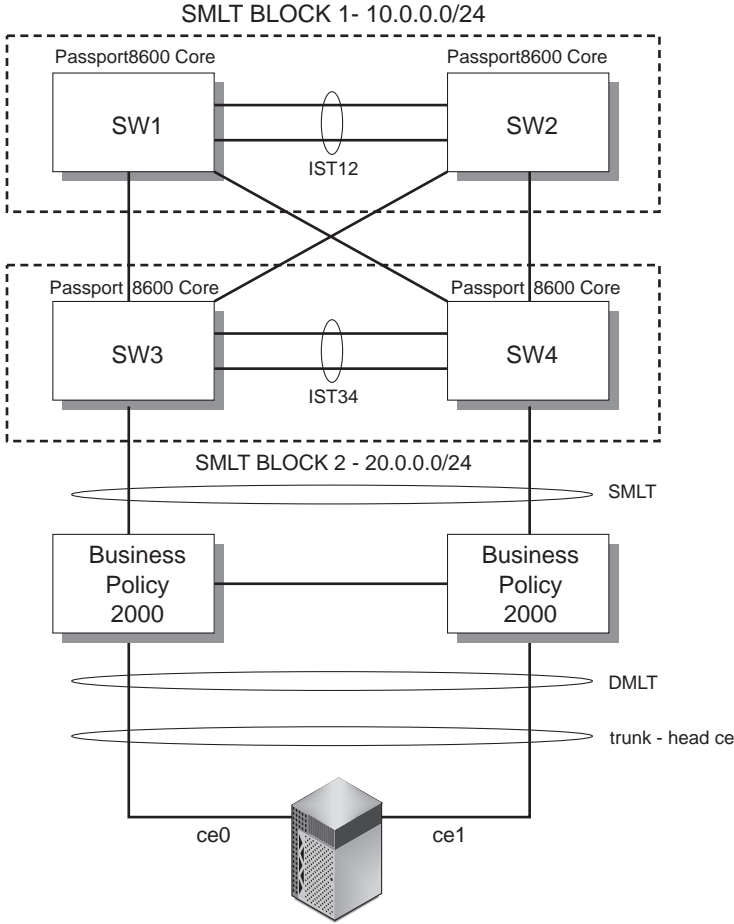 SMLT BLOCK 1- 10.0.0.0/24
Passport8600 Core
Passport8600 Core
SW1
SW2
IST12
Passport 8600 Core
Passport 8600 Core
SW3
SW4
IST34
SMLT BLOCK 2 - 20.0.0.0/24
SMLT
Business
Policy
2000
Business
Policy
2000
DMLT
trunk - head ce
ce0
ce1